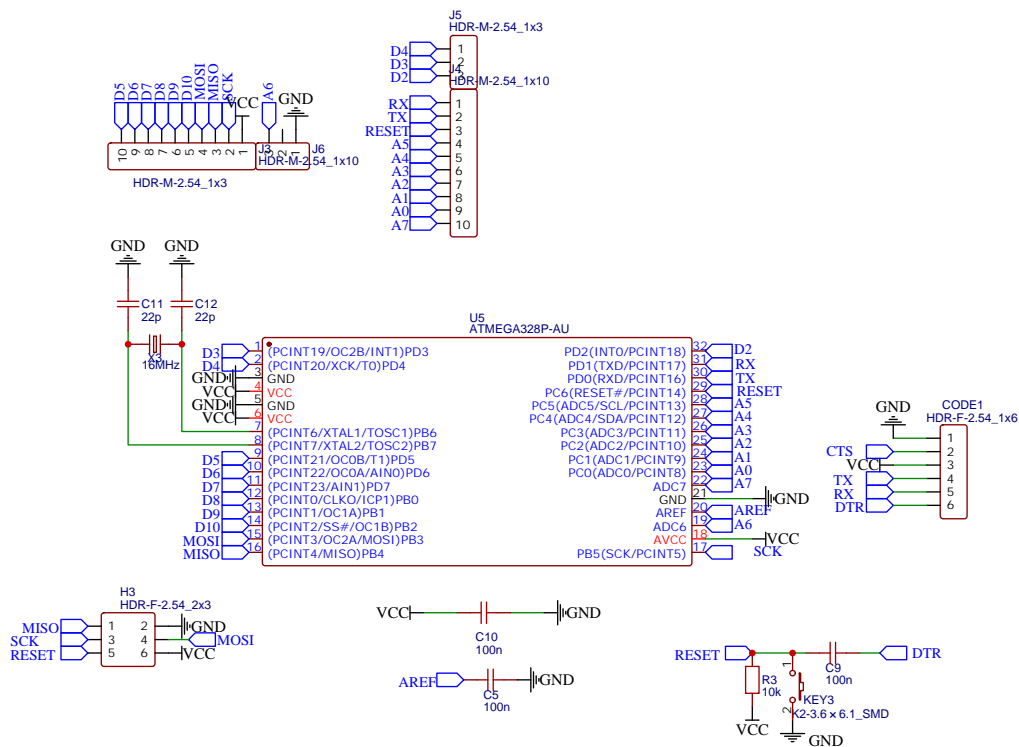 J5
HDR-M-2.54_1x3
D4
D3
D2
1
2
3
J4
HDR-M-2.54_1x10
RX
TX
RESET
A5
A4
A3
A2
A1
A0
A7
1
2
3
4
5
6
7
8
9
10
D5
D6
D7
D8
D9
D10
MOSI
MISO
SCK
VCC
A6
GND
10
9
8
7
6
5
4
3
2
1
3
2
1
J3
HDR-M-2.54_1x10
J6
HDR-M-2.54_1x3
GND
GND
C11
22p
C12
22p
X3
16MHz
U5
ATMEGA328P-AU
D3 1 (PCINT19/OC2B/INT1)PD3
D4 2 (PCINT20/XCK/T0)PD4
GND 3 GND
VCC 4 VCC
GND 5 GND
VCC 6 VCC
7 (PCINT6/XTAL1/TOSC1)PB6
8 (PCINT7/XTAL2/TOSC2)PB7
D5 9 (PCINT21/OC0B/T1)PD5
D6 10 (PCINT22/OC0A/AIN0)PD6
D7 11 (PCINT23/AIN1)PD7
D8 12 (PCINT0/CLKO/ICP1)PB0
D9 13 (PCINT1/OC1A)PB1
D10 14 (PCINT2/SS#/OC1B)PB2
MOSI 15 (PCINT3/OC2A/MOSI)PB3
MISO 16 (PCINT4/MISO)PB4
PD2(INT0/PCINT18) 32 D2
PD1(TXD/PCINT17) 31 RX
PD0(RXD/PCINT16) 30 TX
PC6(RESET#/PCINT14) 29 RESET
PC5(ADC5/SCL/PCINT13) 28 A5
PC4(ADC4/SDA/PCINT12) 27 A4
PC3(ADC3/PCINT11) 26 A3
PC2(ADC2/PCINT10) 25 A2
PC1(ADC1/PCINT9) 24 A1
PC0(ADC0/PCINT8) 23 A0
ADC7 22 A7
GND 21 GND
AREF 20 AREF
ADC6 19 A6
AVCC 18 VCC
PB5(SCK/PCINT5) 17 SCK
CODE1
HDR-F-2.54_1x6
GND
CTS
VCC
TX
RX
DTR
1
2
3
4
5
6
H3
HDR-F-2.54_2x3
MISO 1 2 GND
SCK 3 4 MOSI
RESET 5 6 VCC
VCC GND
C10
100n
AREF GND
C5
100n
RESET DTR
C9
100n
R3
10k
1
2
KEY3
K2-3.6×6.1_SMD
VCC
GND